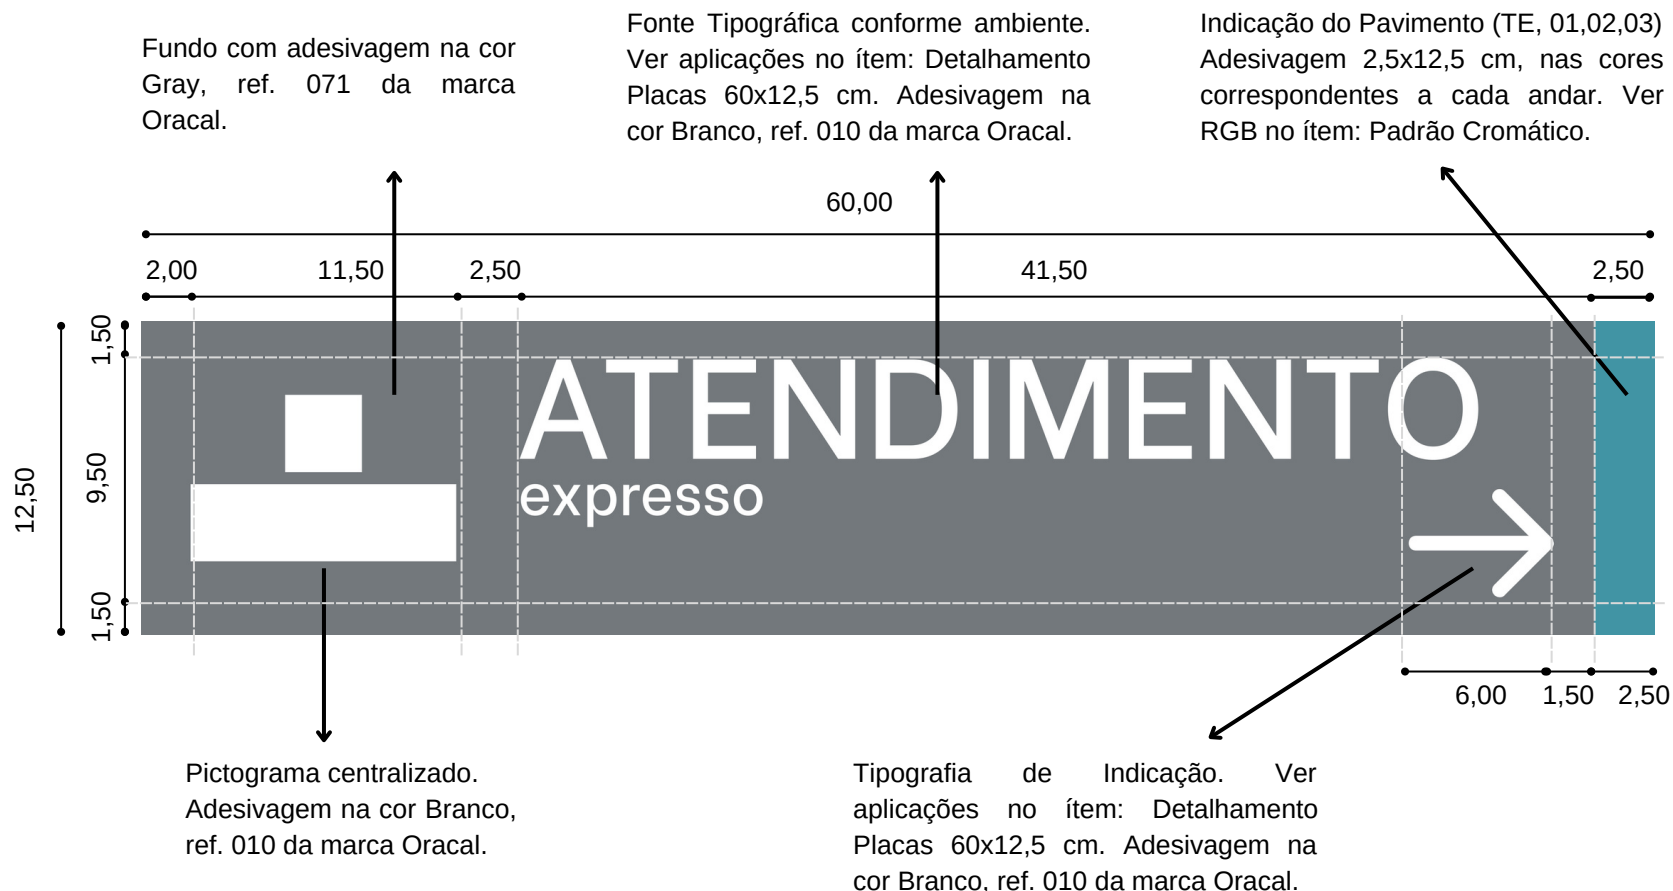 Fundo com adesivagem na cor
Gray, ref. 071 da marca
Oracal.
Fonte Tipográfica conforme ambiente.
Ver aplicações no ítem: Detalhamento
Placas 60x12,5 cm. Adesivagem na
cor Branco, ref. 010 da marca Oracal.
Indicação do Pavimento (TE, 01,02,03)
Adesivagem 2,5x12,5 cm, nas cores
correspondentes a cada andar. Ver
RGB no ítem: Padrão Cromático.
60,00
2,00 11,50 2,50 41,50 2,50
12,50
1,50
9,50
1,50
ATENDIMENTO
expresso
6,00 1,50 2,50
Pictograma centralizado.
Adesivagem na cor Branco,
ref. 010 da marca Oracal.
Tipografia de Indicação. Ver
aplicações no ítem: Detalhamento
Placas 60x12,5 cm. Adesivagem na
cor Branco, ref. 010 da marca Oracal.